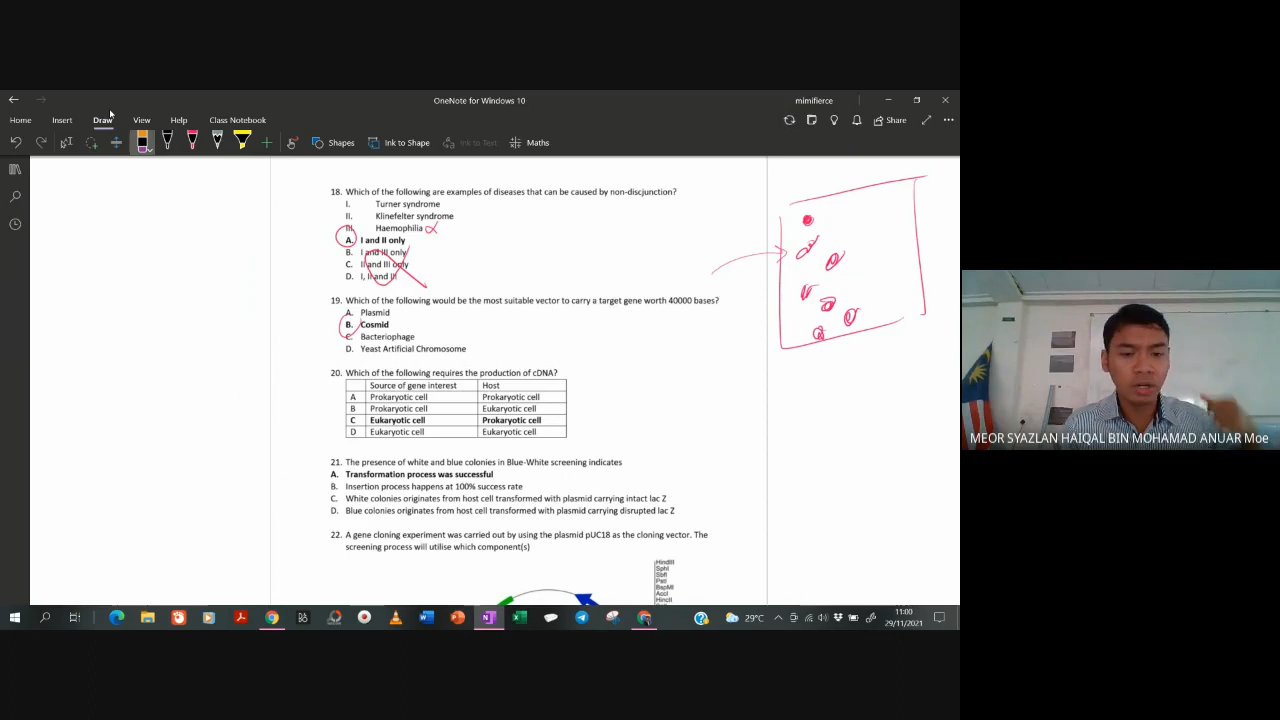 OneNote for Windows 10
mimifierce
Home Insert Draw View Help Class Notebook
Share
Shapes Ink to Shape Ink to Text Maths
18. Which of the following are examples of diseases that can be caused by non-disjunction?
I. Turner syndrome
II. Klinefelter syndrome
III. Haemophilia
A. I and II only
B. I and III only
C. II and III only
D. I, II and III
19. Which of the following would be the most suitable vector to carry a target gene worth 40000 bases?
A. Plasmid
B. Cosmid
C. Bacteriophage
D. Yeast Artificial Chromosome
20. Which of the following requires the production of cDNA?
Source of gene interest Host
A Prokaryotic cell Prokaryotic cell
B Prokaryotic cell Eukaryotic cell
C Eukaryotic cell Prokaryotic cell
D Eukaryotic cell Eukaryotic cell
21. The presence of white and blue colonies in Blue-White screening indicates
A. Transformation process was successful
B. Insertion process happens at 100% success rate
C. White colonies originates from host cell transformed with plasmid carrying intact lac Z
D. Blue colonies originates from host cell transformed with plasmid carrying disrupted lac Z
22. A gene cloning experiment was carried out by using the plasmid pUC18 as the cloning vector. The
screening process will utilise which component(s)
HindIII
SphI
SbfI
PstI
BspMI
AccI
HincII
MEOR SYAZLAN HAIQAL BIN MOHAMAD ANUAR Moe
29°C
11:00
29/11/2021